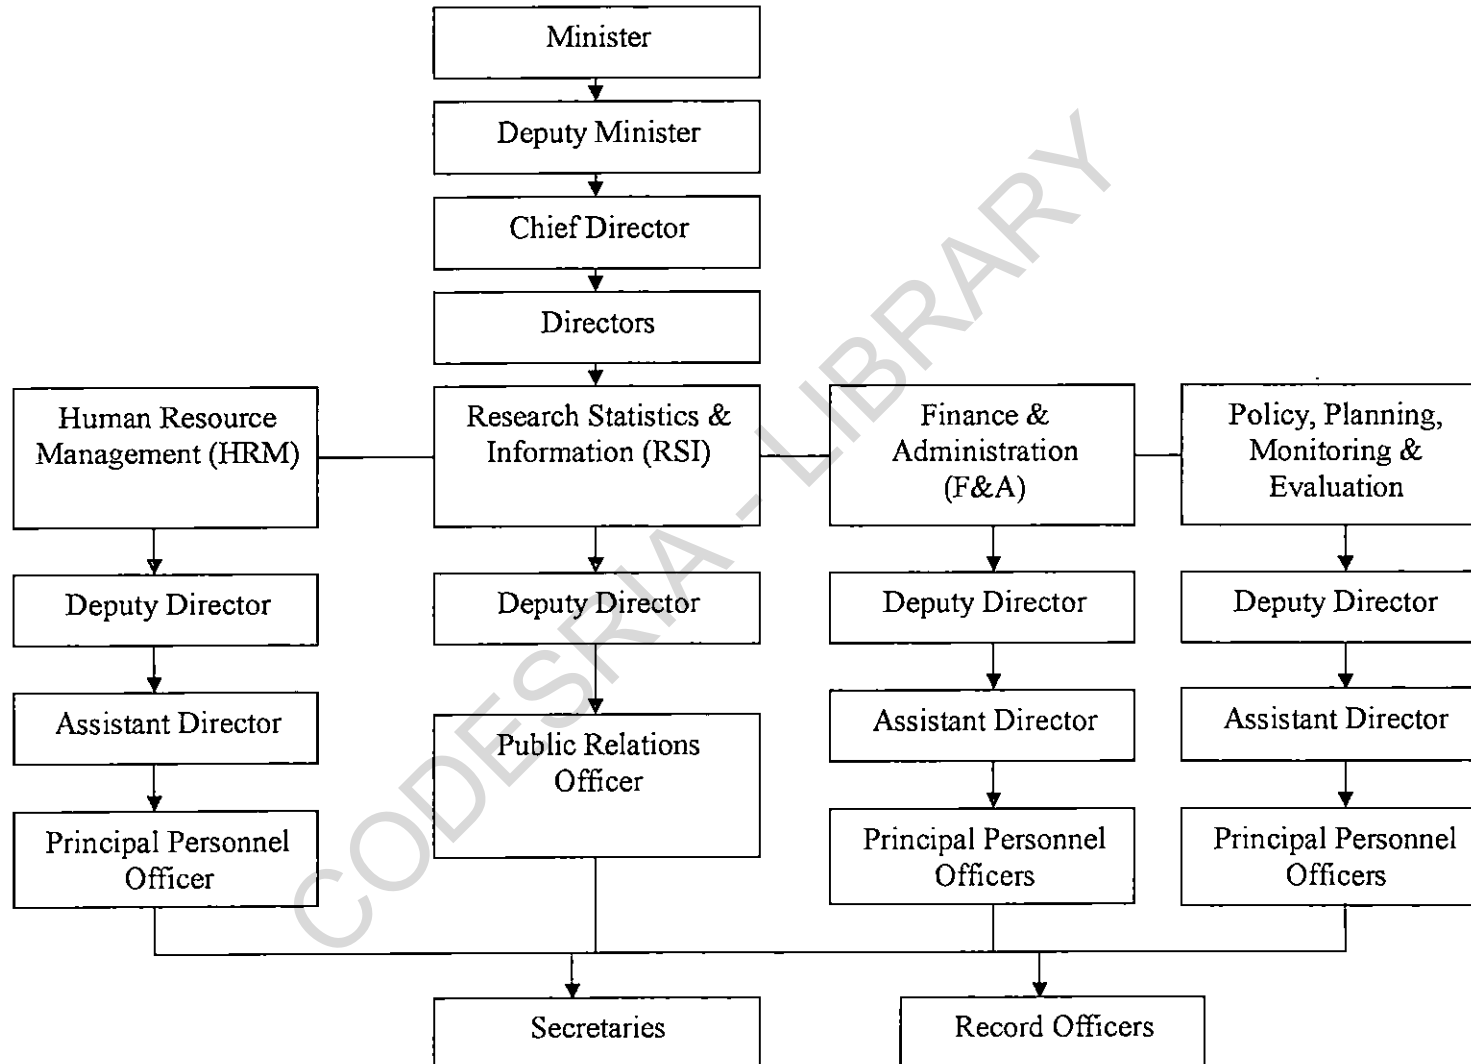 Minister
Deputy Minister
Chief Director
Directors
Human Resource
Management (HRM)
Research Statistics &
Information (RSI)
Finance &
Administration
(F&A)
Policy, Planning,
Monitoring &
Evaluation
Deputy Director
Deputy Director
Deputy Director
Deputy Director
Assistant Director
Public Relations
Officer
Assistant Director
Assistant Director
Principal Personnel
Officer
Principal Personnel
Officers
Principal Personnel
Officers
Secretaries
Record Officers
CODESRIA - LIBRARY